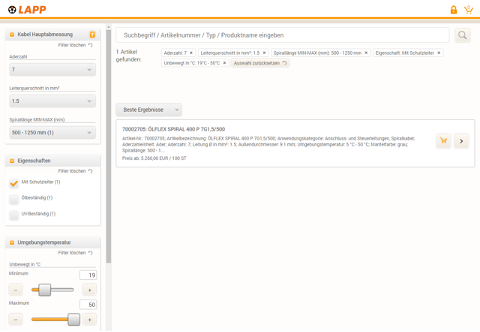 LAPP
Kabel Hauptabmessung
Filter löschen
Aderzahl
7
Leiterquerschnitt in mm²
1.5
Spirallänge MIN-MAX (mm)
500 - 1250 mm (1)
Eigenschaften
Filter löschen
Mit Schutzleiter (1)
Ölbeständig (1)
UV-Beständig (1)
Umgebungstemperatur
Filter löschen
Unbewegt in °C
Minimum
19
Maximum
50
Suchbegriff / Artikelnummer / Typ / Produktname eingeben
1 Artikel gefunden:
Aderzahl: 7 ×
Leiterquerschnitt in mm²: 1.5 ×
Spirallänge MIN-MAX (mm): 500 - 1250 mm ×
Eigenschaft: Mit Schutzleiter ×
Unbewegt in °C: 19°C - 50°C ×
Auswahl zurücksetzen
Beste Ergebnisse
70002705: ÖLFLEX SPIRAL 400 P 7G1,5/500
Artikel-Nr.: 70002705; Artikelbezeichnung: ÖLFLEX SPIRAL 400 P 7G1.5/500; Anwendungskategorie: Anschluss- und Steuerleitungen; Spiralkabel;
Aderzahleinheit: Ader; Aderzahl: 7; Leitung Ø in mm²: 1.5; Außendurchmesser: 9.1 mm; Umgebungstemperatur: 5 °C - 50 °C; Mantelfarbe: grau;
Spirallänge: 500 - 1...
Preis ab: 3.266,00 EUR / 100 ST